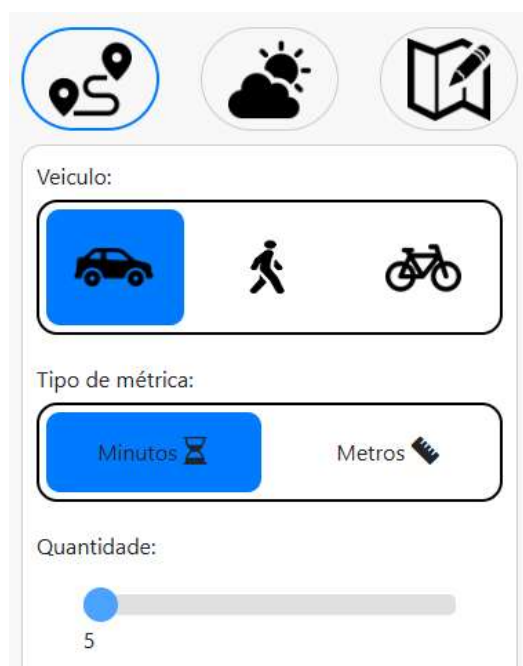 Veiculo:
Tipo de métrica:
Minutos
Metros
Quantidade:
5